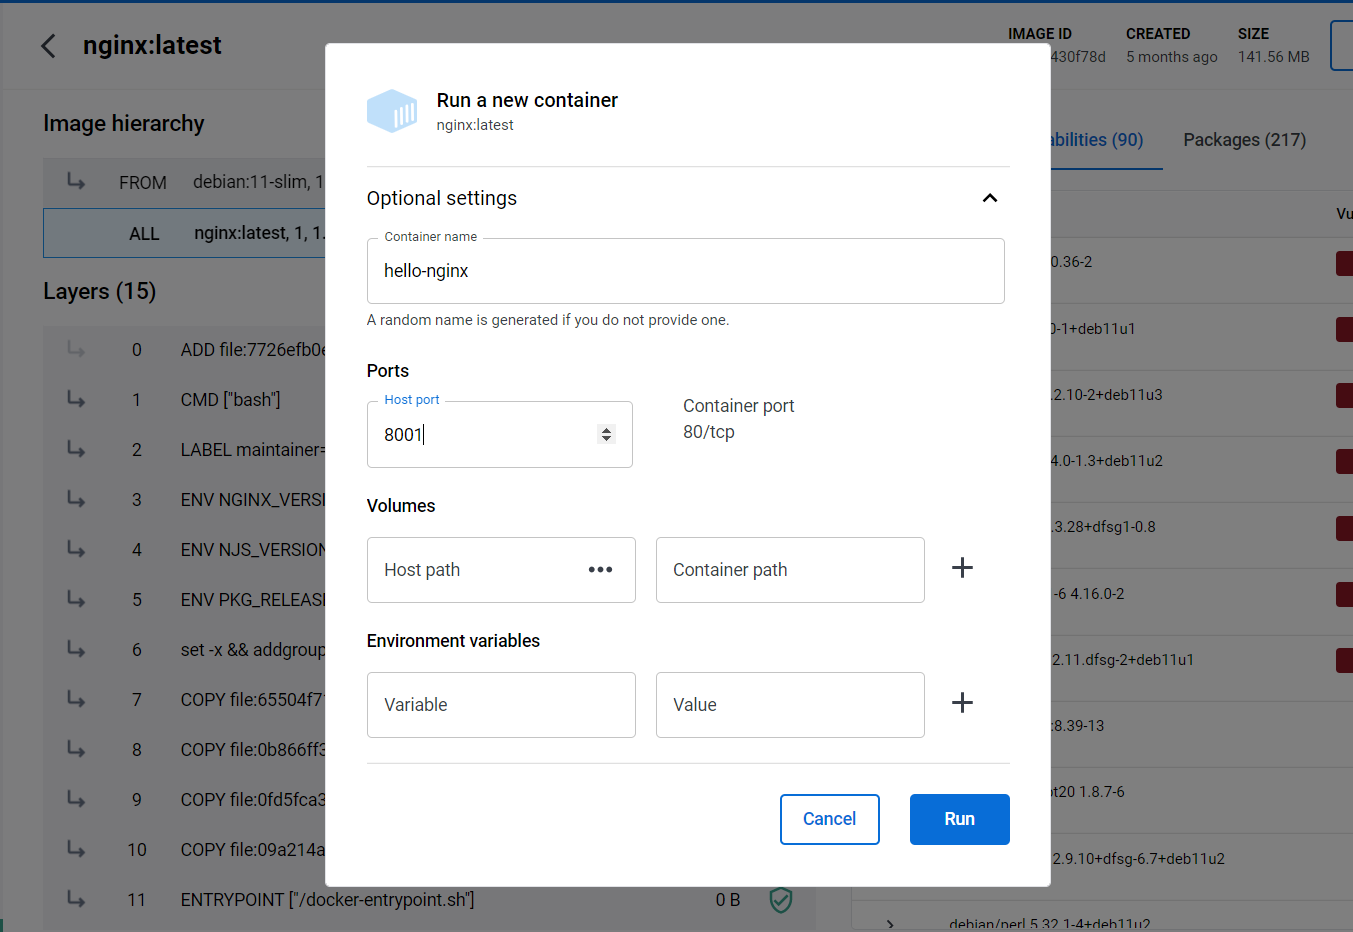 nginx:latest
IMAGE ID
430f78d
CREATED
5 months ago
SIZE
141.56 MB
Image hierarchy
FROM debian:11-slim, 1
ALL nginx:latest, 1, 1.
Layers (15)
0 ADD file:7726efb0e
1 CMD ["bash"]
2 LABEL maintainer=
3 ENV NGINX_VERSI
4 ENV NJS_VERSION
5 ENV PKG_RELEAS
6 set -x && addgroup
7 COPY file:65504f7
8 COPY file:0b866ff3
9 COPY file:0fd5fca3
10 COPY file:09a214a
11 ENTRYPOINT ["/docker-entrypoint.sh"] 0 B
Run a new container
nginx:latest
Optional settings
Container name
hello-nginx
A random name is generated if you do not provide one.
Ports
Host port
8001
Container port
80/tcp
Volumes
Host path
Container path
Environment variables
Variable
Value
Cancel
Run
abilities (90)
Packages (217)
Vu
0.36-2
0-1+deb11u1
.2.10-2+deb11u3
4.0-1.3+deb11u2
.3.28+dfsg1-0.8
-6 4.16.0-2
2.11.dfsg-2+deb11u1
:8.39-13
ot20 1.8.7-6
2.9.10+dfsg-6.7+deb11u2
debian/perl 5.32.1-4+deb11u2